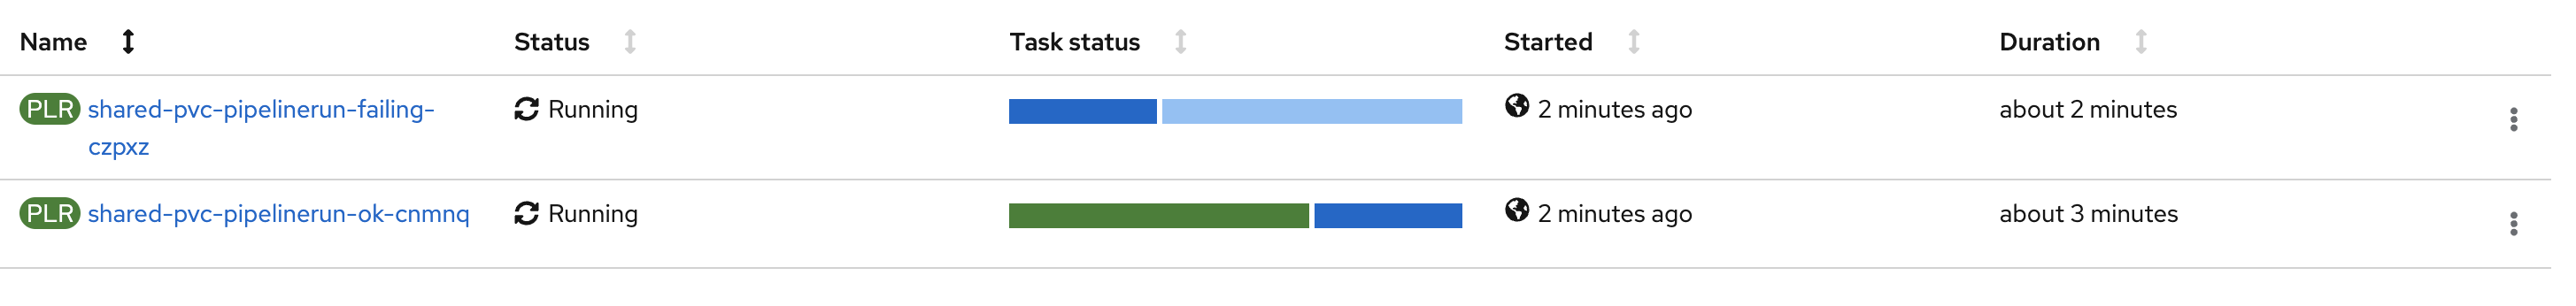 Name Status Task status Started Duration
PLR shared-pvc-pipelinerun-failing- Running 2 minutes ago about 2 minutes
czpxz
PLR shared-pvc-pipelinerun-ok-cnmnq Running 2 minutes ago about 3 minutes